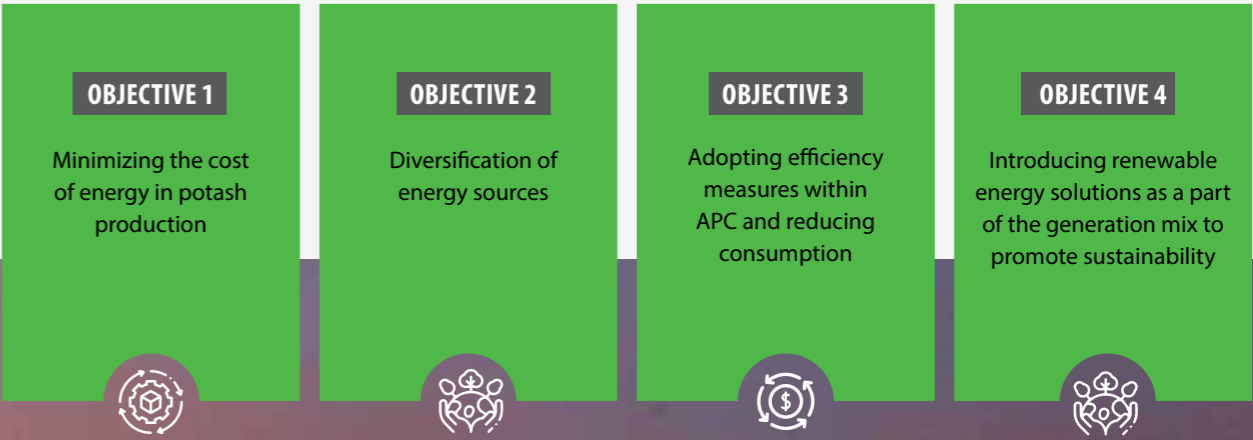 OBJECTIVE 1
Minimizing the cost
of energy in potash
production
OBJECTIVE 2
Diversification of
energy sources
OBJECTIVE 3
Adopting efficiency
measures within
APC and reducing
consumption
OBJECTIVE 4
Introducing renewable
energy solutions as a part
of the generation mix to
promote sustainability
$